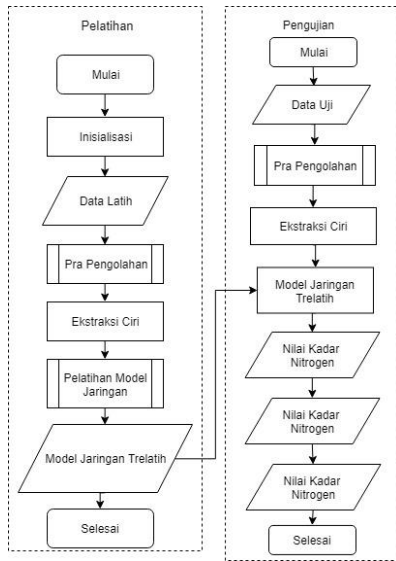 Pelatihan
Mulai
Inisialisasi
Data Latih
Pra Pengolahan
Ekstraksi Ciri
Pelatihan Model
Jaringan
Model Jaringan Trelatih
Selesai
Pengujian
Mulai
Data Uji
Pra Pengolahan
Ekstraksi Ciri
Model Jaringan
Trelatih
Nilai Kadar
Nitrogen
Nilai Kadar
Nitrogen
Nilai Kadar
Nitrogen
Selesai